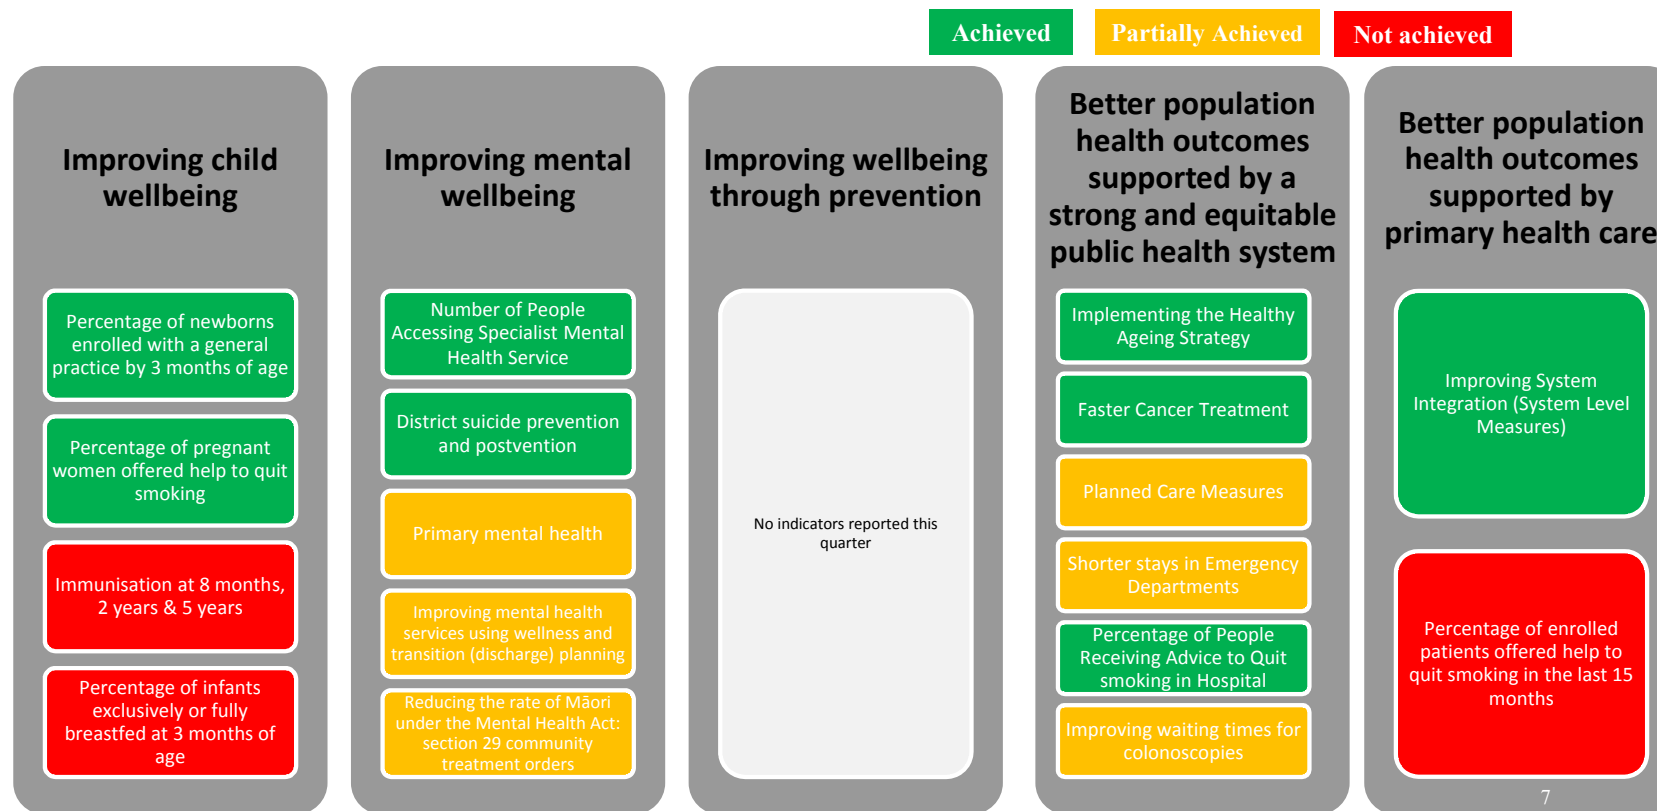 Achieved
Partially Achieved
Not achieved
Improving child
wellbeing
Percentage of newborns
enrolled with a general
practice by 3 months of age
Percentage of pregnant
women offered help to quit
smoking
Immunisation at 8 months,
2 years & 5 years
Percentage of infants
exclusively or fully
breastfed at 3 months of
age
Improving mental
wellbeing
Number of People
Accessing Specialist Mental
Health Service
District suicide prevention
and postvention
Primary mental health
Improving mental health
services using wellness and
transition (discharge) planning
Reducing the rate of Māori
under the Mental Health Act:
section 29 community
treatment orders
Improving wellbeing
through prevention
No indicators reported this
quarter
Better population
health outcomes
supported by a
strong and equitable
public health system
Implementing the Healthy
Ageing Strategy
Faster Cancer Treatment
Planned Care Measures
Shorter stays in Emergency
Departments
Percentage of People
Receiving Advice to Quit
smoking in Hospital
Improving waiting times for
colonoscopies
Better population
health outcomes
supported by
primary health care
Improving System
Integration (System Level
Measures)
Percentage of enrolled
patients offered help to
quit smoking in the last 15
months
7